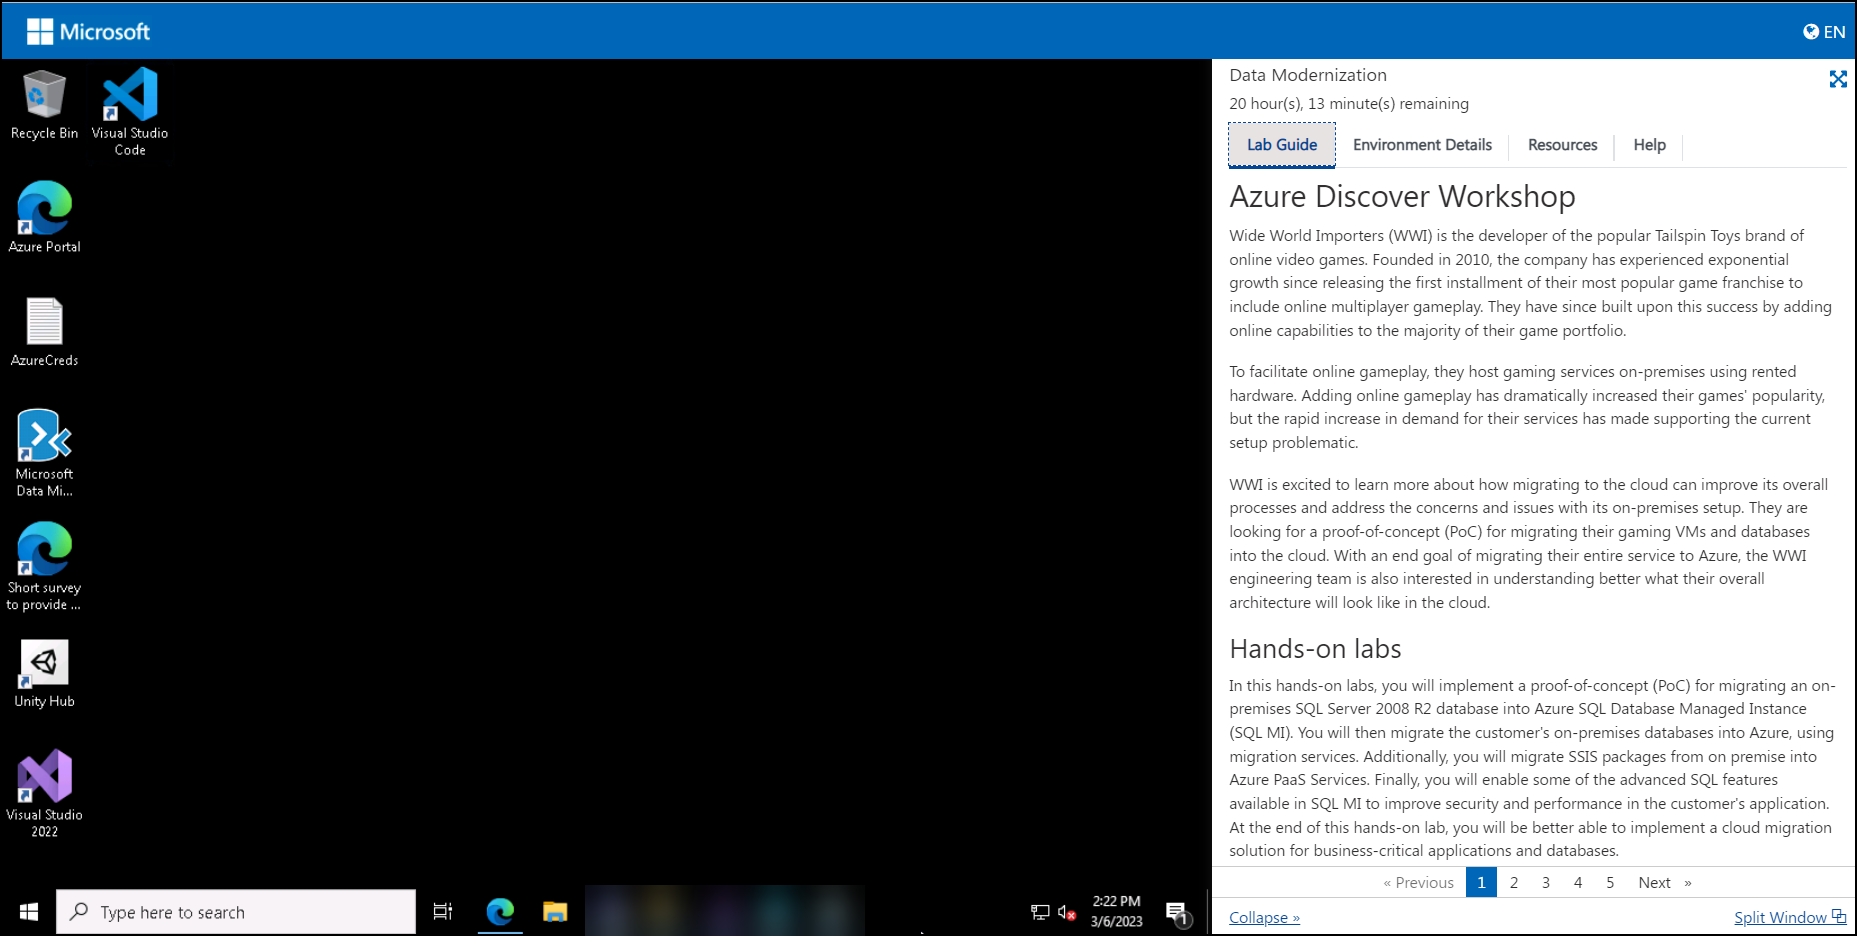 Microsoft
EN
Recycle Bin
Visual Studio
Code
Azure Portal
AzureCreds
Microsoft
Data Mi...
Short survey
to provide ...
Unity Hub
Visual Studio
2022
Data Modernization
20 hour(s), 13 minute(s) remaining
Lab Guide
Environment Details
Resources
Help
Azure Discover Workshop
Wide World Importers (WWI) is the developer of the popular Tailspin Toys brand of
online video games. Founded in 2010, the company has experienced exponential
growth since releasing the first installment of their most popular game franchise to
include online multiplayer gameplay. They have since built upon this success by adding
online capabilities to the majority of their game portfolio.
To facilitate online gameplay, they host gaming services on-premises using rented
hardware. Adding online gameplay has dramatically increased their games' popularity,
but the rapid increase in demand for their services has made supporting the current
setup problematic.
WWI is excited to learn more about how migrating to the cloud can improve its overall
processes and address the concerns and issues with its on-premises setup. They are
looking for a proof-of-concept (PoC) for migrating their gaming VMs and databases
into the cloud. With an end goal of migrating their entire service to Azure, the WWI
engineering team is also interested in understanding better what their overall
architecture will look like in the cloud.
Hands-on labs
In this hands-on labs, you will implement a proof-of-concept (PoC) for migrating an on-
premises SQL Server 2008 R2 database into Azure SQL Database Managed Instance
(SQL MI). You will then migrate the customer's on-premises databases into Azure, using
migration services. Additionally, you will migrate SSIS packages from on premise into
Azure PaaS Services. Finally, you will enable some of the advanced SQL features
available in SQL MI to improve security and performance in the customer's application.
At the end of this hands-on lab, you will be better able to implement a cloud migration
solution for business-critical applications and databases.
« Previous 1 2 3 4 5 Next »
Collapse »
Split Window
Type here to search
2:22 PM
3/6/2023
1